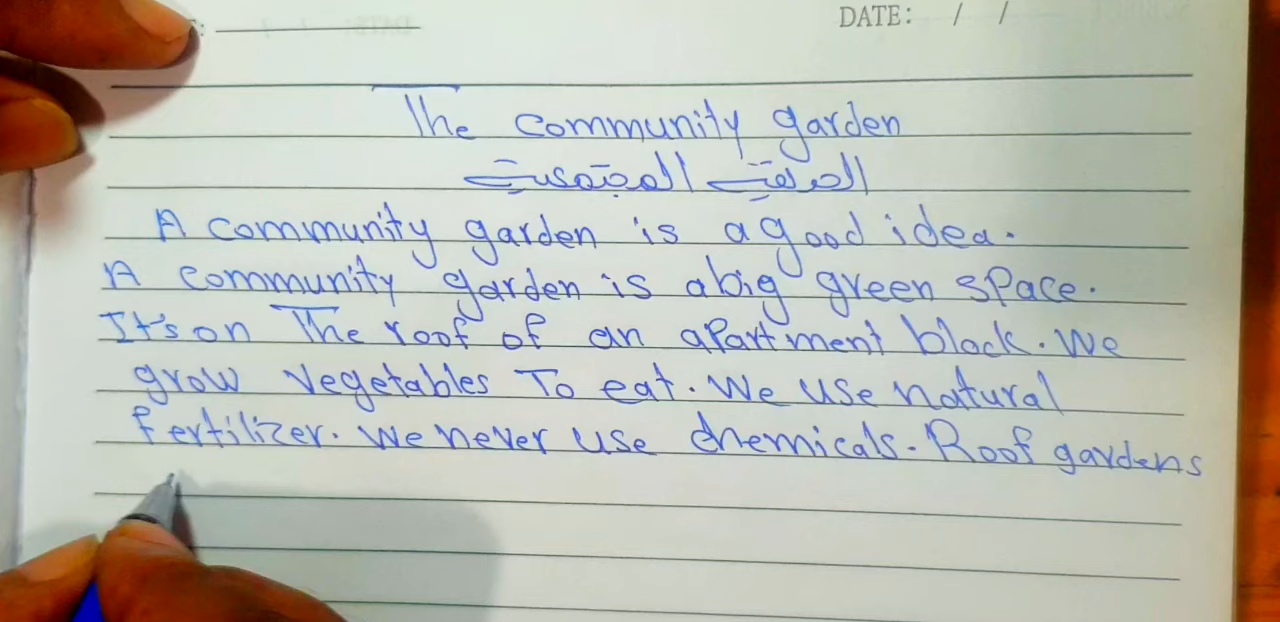 DATE: / /
The community garden
الحديقة المجتمعية
A community garden is a good idea.
A community garden is a big green space.
It's on The roof of an apartment block. We
grow vegetables To eat. We use natural
fertilizer. We never use chemicals. Roof gardens